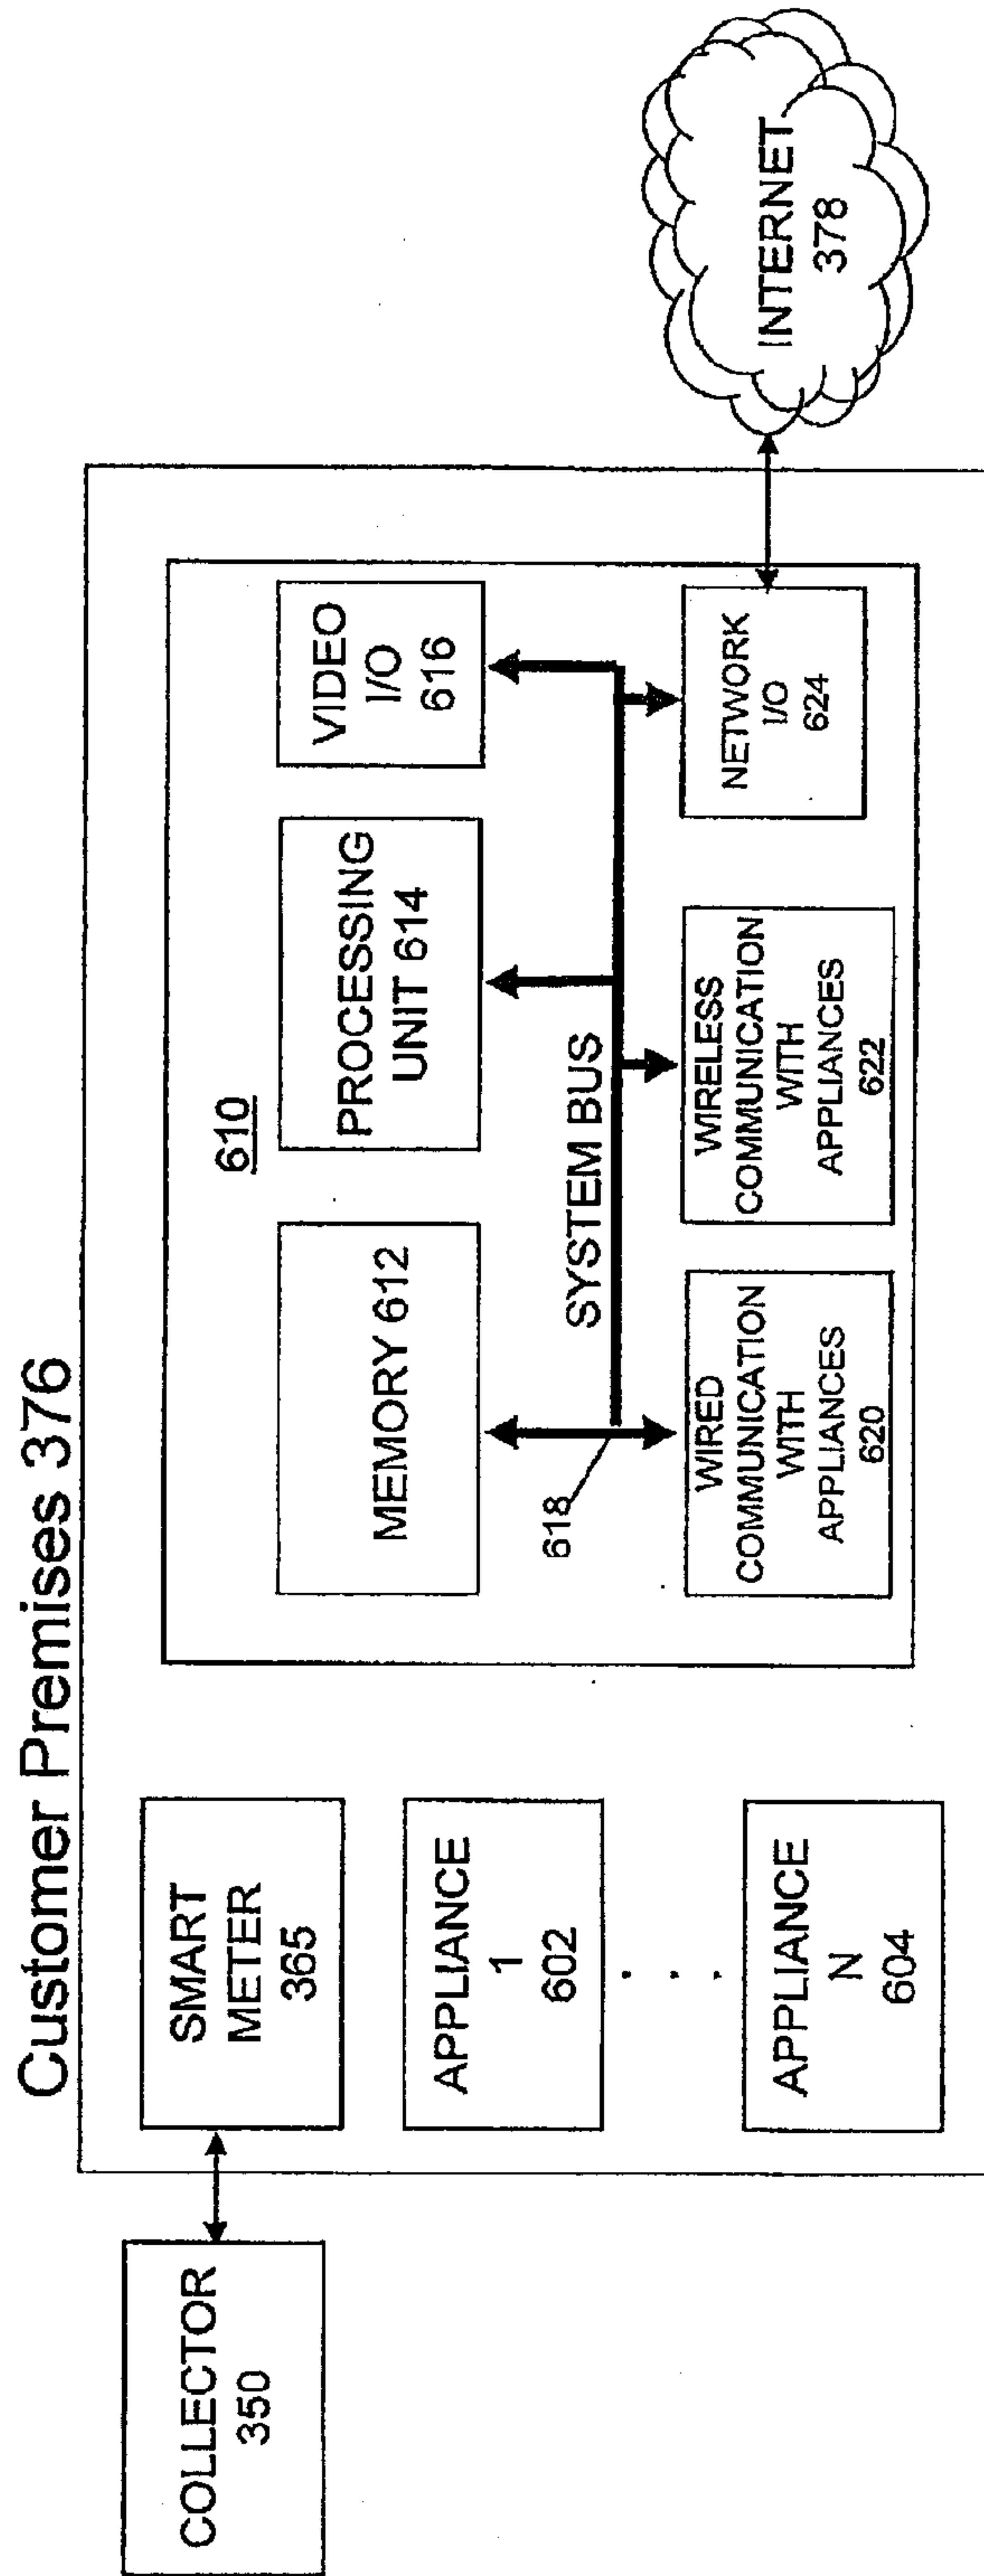 Customer Premises 376
COLLECTOR
350
SMART
METER
365
APPLIANCE
1
602
. . .
APPLIANCE
N
604
610
MEMORY 612
PROCESSING
UNIT 614
VIDEO
I/O
616
SYSTEM BUS
618
WIRED
COMMUNICATION
WITH
APPLIANCES
620
WIRELESS
COMMUNICATION
WITH
APPLIANCES
622
NETWORK
I/O
624
INTERNET
378